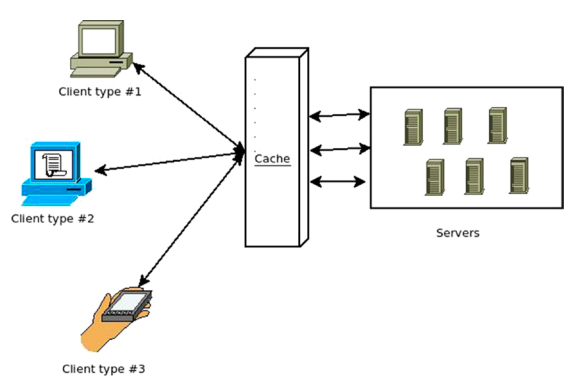 Client type #1
Cache
Client type #2
Servers
Client type #3